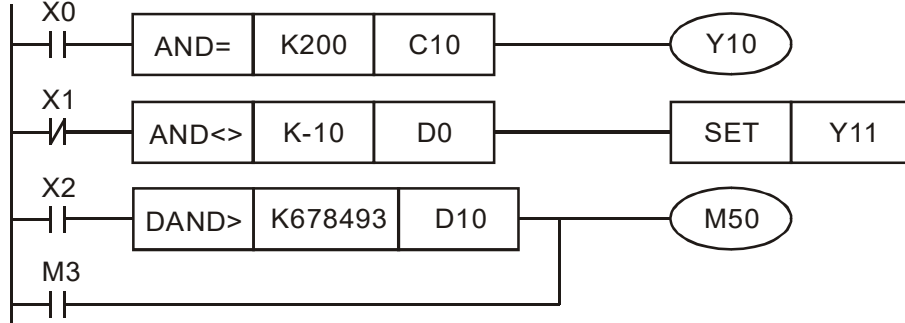 X0
AND= K200 C10 Y10
X1
AND<> K-10 D0 SET Y11
X2
DAND> K678493 D10 M50
M3